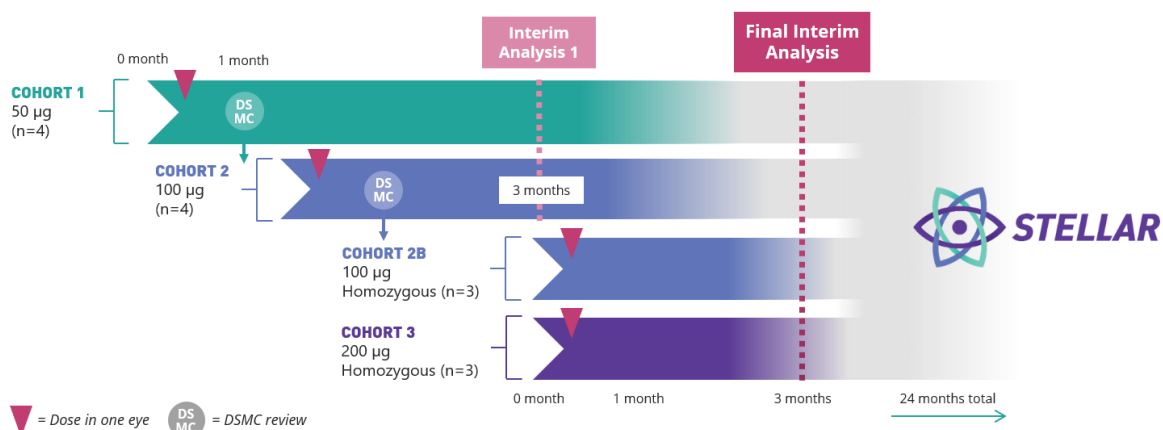 Interim
Analysis 1
Final Interim
Analysis
0 month
1 month
COHORT 1
50 µg
(n=4)
DS
MC
COHORT 2
100 µg
(n=4)
DS
MC
3 months
COHORT 2B
100 µg
Homozygous (n=3)
STELLAR
COHORT 3
200 µg
Homozygous (n=3)
0 month
1 month
3 months
24 months total
= Dose in one eye
DS
MC
= DSMC review